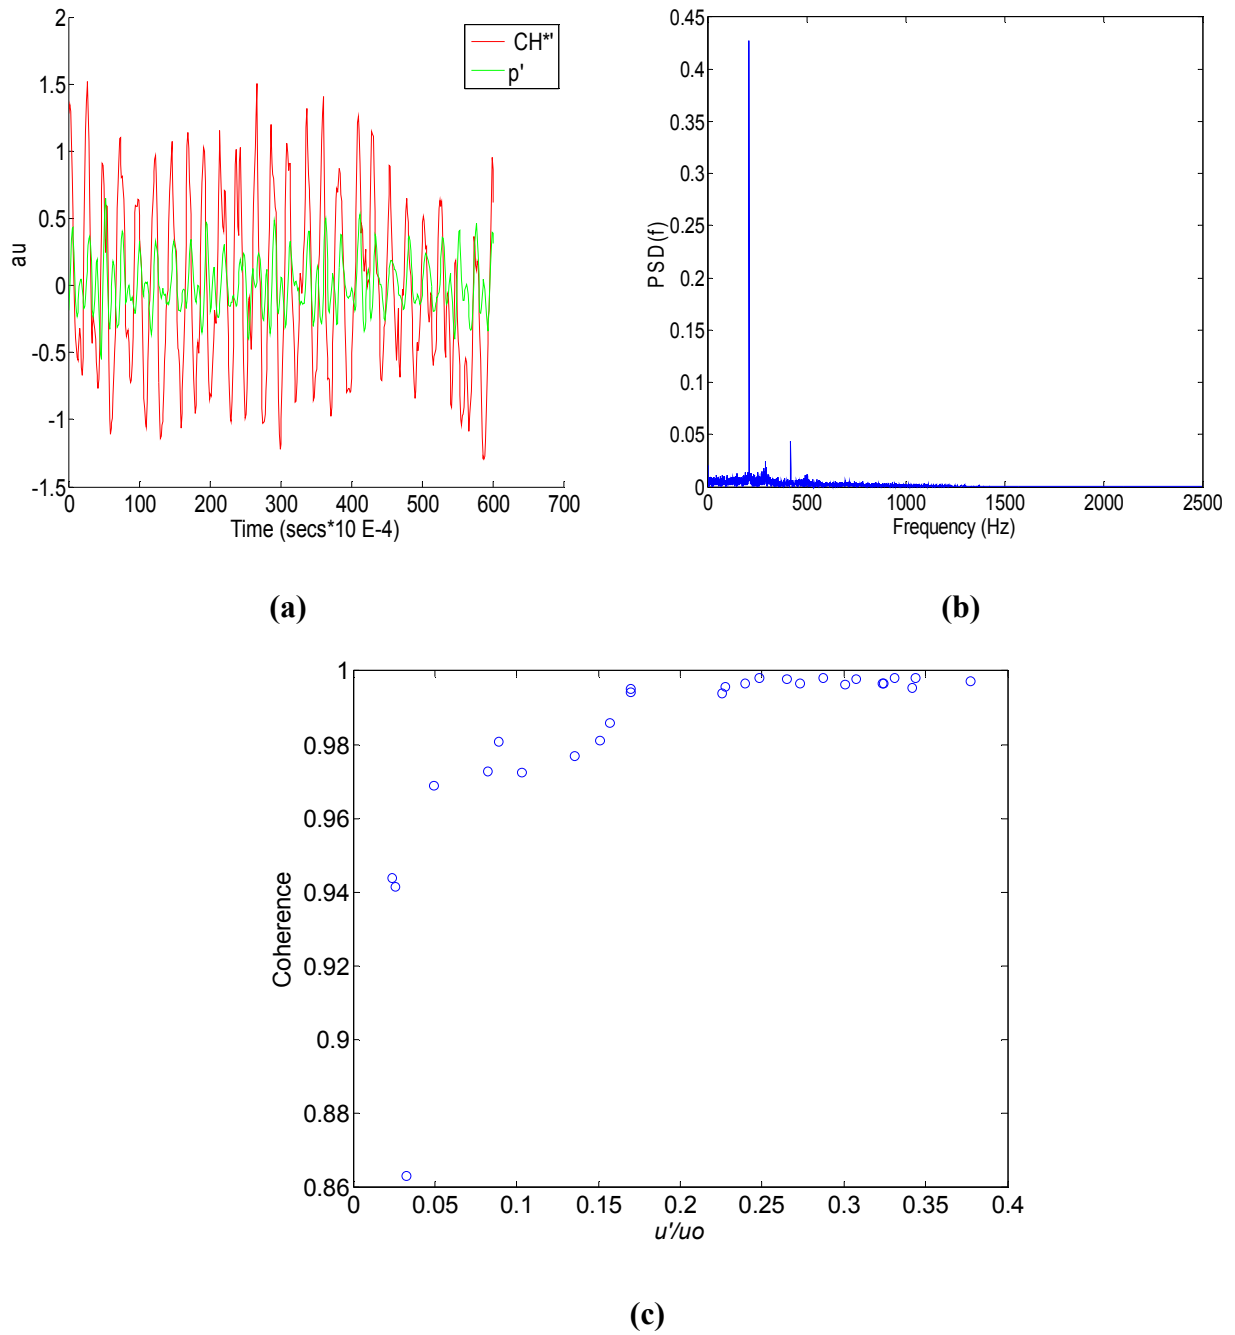 2
1.5
1
0.5
0
-0.5
-1
-1.5
au
0 100 200 300 400 500 600 700
Time (secs*10 E-4)
CH*'
p'
(a)
0.45
0.4
0.35
0.3
0.25
0.2
0.15
0.1
0.05
0
PSD(f)
0 500 1000 1500 2000 2500
Frequency (Hz)
(b)
1
0.98
0.96
0.94
0.92
0.9
0.88
0.86
Coherence
0 0.05 0.1 0.15 0.2 0.25 0.3 0.35 0.4
u'/uo
(c)